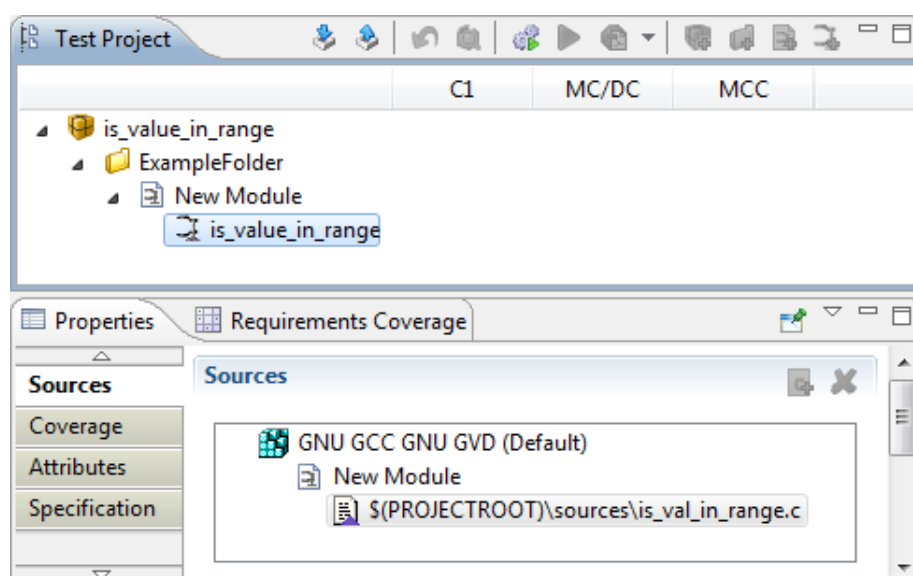 Test Project
C1 MC/DC MCC
is_value_in_range
ExampleFolder
New Module
is_value_in_range
Properties Requirements Coverage
Sources
Coverage
Attributes
Specification
Sources
GNU GCC GNU GVD (Default)
New Module
$(PROJECTROOT)\sources\is_val_in_range.c